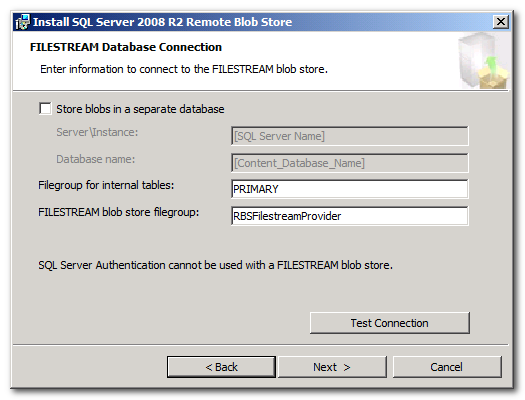 Install SQL Server 2008 R2 Remote Blob Store
FILESTREAM Database Connection
Enter information to connect to the FILESTREAM blob store.
Store blobs in a separate database
Server\Instance: [SQL Server Name]
Database name: [Content_Database_Name]
Filegroup for internal tables: PRIMARY
FILESTREAM blob store filegroup: RBSFilestreamProvider
SQL Server Authentication cannot be used with a FILESTREAM blob store.
Test Connection
< Back Next > Cancel